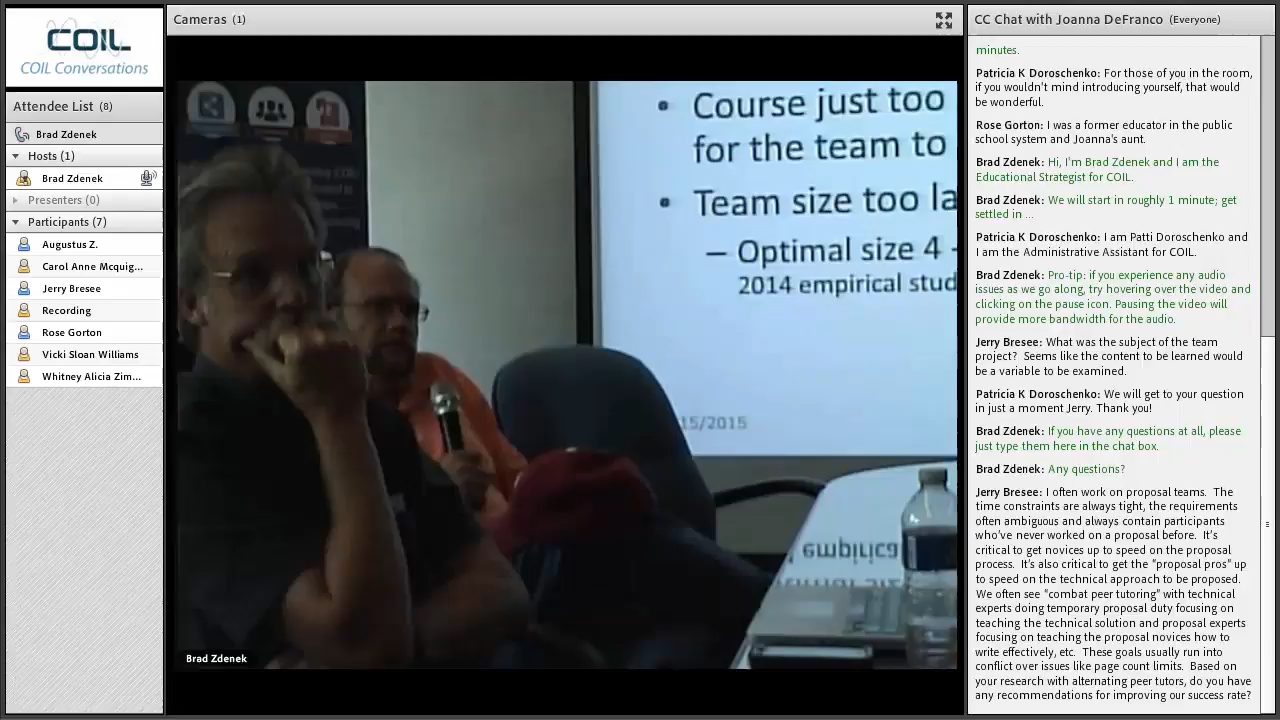 COIL
COIL Conversations
Attendee List (8)
Brad Zdenek
Hosts (1)
Brad Zdenek
Presenters (0)
Participants (7)
Augustus Z.
Carol Anne Mcquig...
Jerry Bresee
Recording
Rose Gorton
Vicki Sloan Williams
Whitney Alicia Zim...
Cameras (1)
Course just too
for the team to
Team size too la
– Optimal size 4 -
2014 empirical stud
15/2015
empirica
Brad Zdenek
CC Chat with Joanna DeFranco (Everyone)
minutes.
Patricia K Doroschenko: For those of you in the room,
if you wouldn't mind introducing yourself, that would
be wonderful.
Rose Gorton: I was a former educator in the public
school system and Joanna's aunt.
Brad Zdenek: Hi, I'm Brad Zdenek and I am the
Educational Strategist for COIL.
Brad Zdenek: We will start in roughly 1 minute; get
settled in ...
Patricia K Doroschenko: I am Patti Doroschenko and
I am the Administrative Assistant for COIL.
Brad Zdenek: Pro-tip: if you experience any audio
issues as we go along, try hovering over the video and
clicking on the pause icon. Pausing the video will
provide more bandwidth for the audio.
Jerry Bresee: What was the subject of the team
project? Seems like the content to be learned would
be a variable to be examined.
Patricia K Doroschenko: We will get to your question
in just a moment Jerry. Thank you!
Brad Zdenek: If you have any questions at all, please
just type them here in the chat box.
Brad Zdenek: Any questions?
Jerry Bresee: I often work on proposal teams. The
time constraints are always tight, the requirements
often ambiguous and always contain participants
who've never worked on a proposal before. It's
critical to get novices up to speed on the proposal
process. It's also critical to get the "proposal pros" up
to speed on the technical approach to be proposed.
We often see "combat peer tutoring" with technical
experts doing temporary proposal duty focusing on
teaching the technical solution and proposal experts
focusing on teaching the proposal novices how to
write effectively, etc. These goals usually run into
conflict over issues like page count limits. Based on
your research with alternating peer tutors, do you have
any recommendations for improving our success rate?